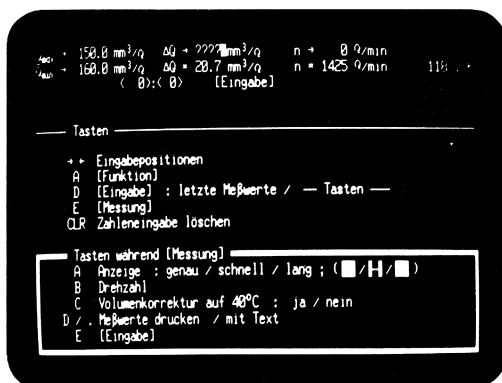 → 150.0 mm³/Q ΔQ → ????mm³/Q n → 0 Q/min
→ 160.0 mm³/Q ΔQ = 20.7 mm³/Q n = 1425 Q/min 118
( 0):( 0) [Eingabe]
Tasten
→← Eingabepositionen
A [Funktion]
D [Eingabe] : letzte Meßwerte / — Tasten —
E [Messung]
CLR Zahleneingabe löschen
Tasten während [Messung]
A Anzeige : genau / schnell / lang ; ( █ / H / █ )
B Drehzahl
C Volumenkorrektur auf 40°C : ja / nein
D / . Meßwerte drucken / mit Text
E [Eingabe]